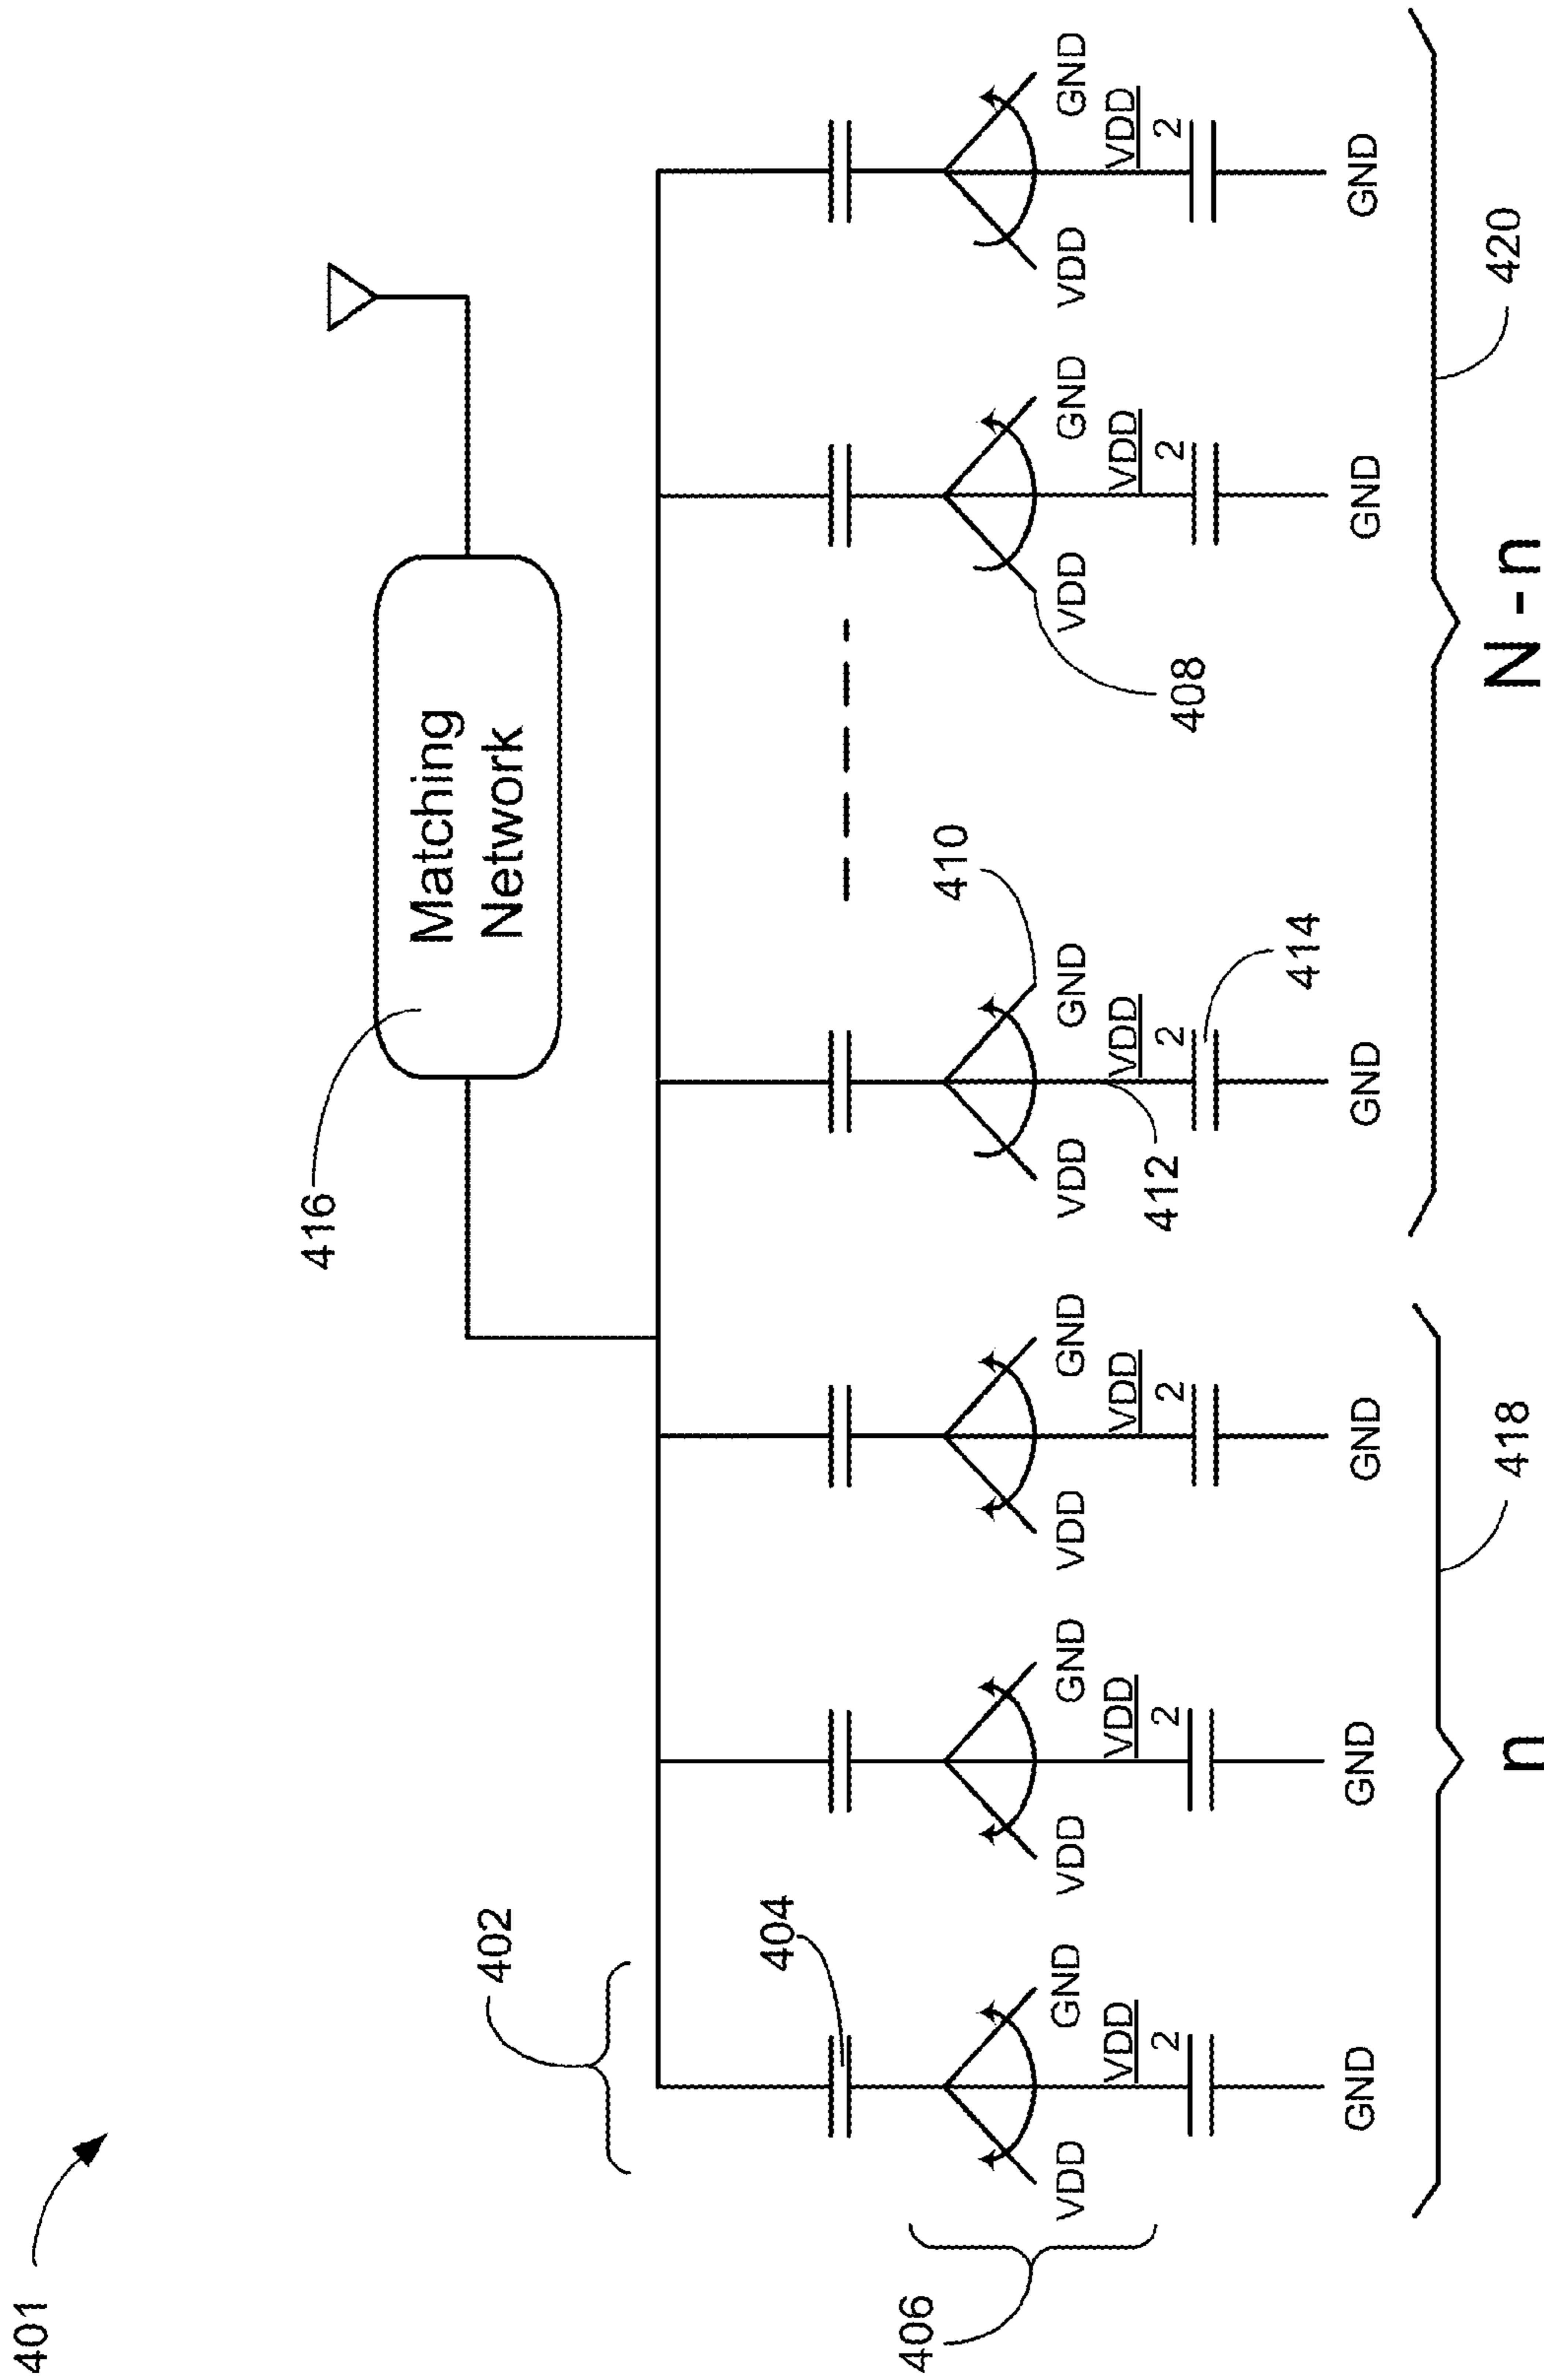 401
416
Matching
Network
402
404
410
406
VDD
GND
VDD
GND
VDD
GND
VDD
GND
VDD
GND
VDD
GND
VDD
2
VDD
2
VDD
2
VDD
2
VDD
2
VDD
2
412
408
414
GND
GND
GND
GND
GND
GND
418
420
n
N - n